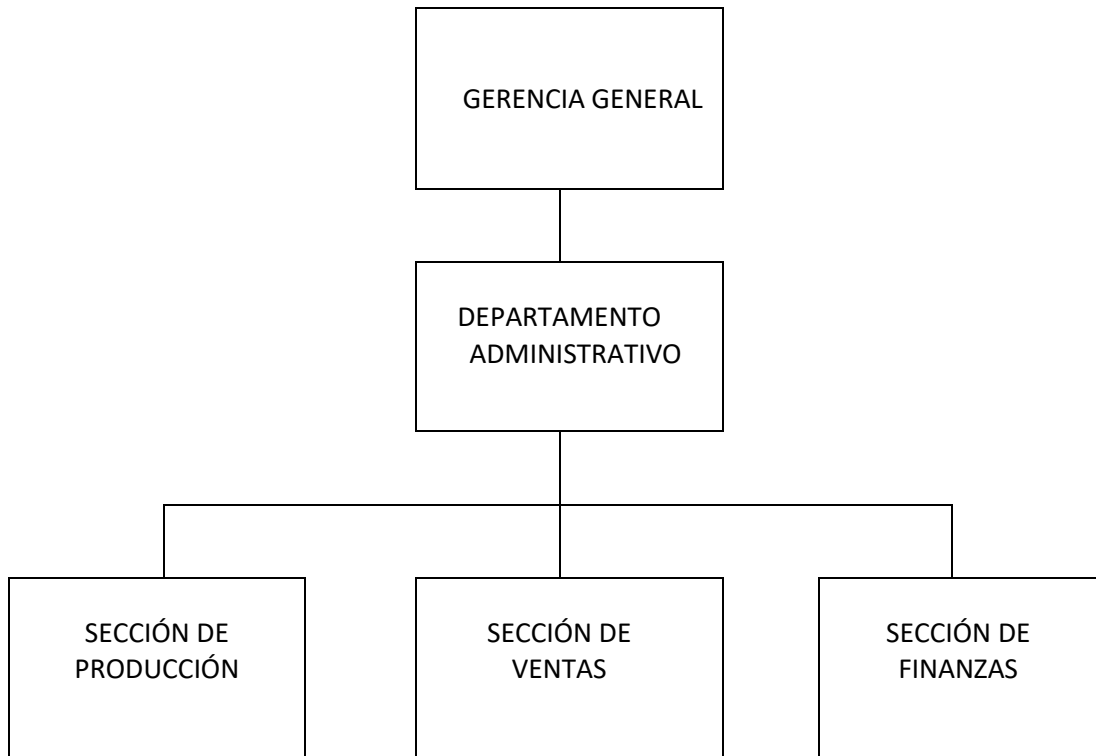 GERENCIA GENERAL
DEPARTAMENTO
ADMINISTRATIVO
SECCIÓN DE
PRODUCCIÓN
SECCIÓN DE
VENTAS
SECCIÓN DE
FINANZAS